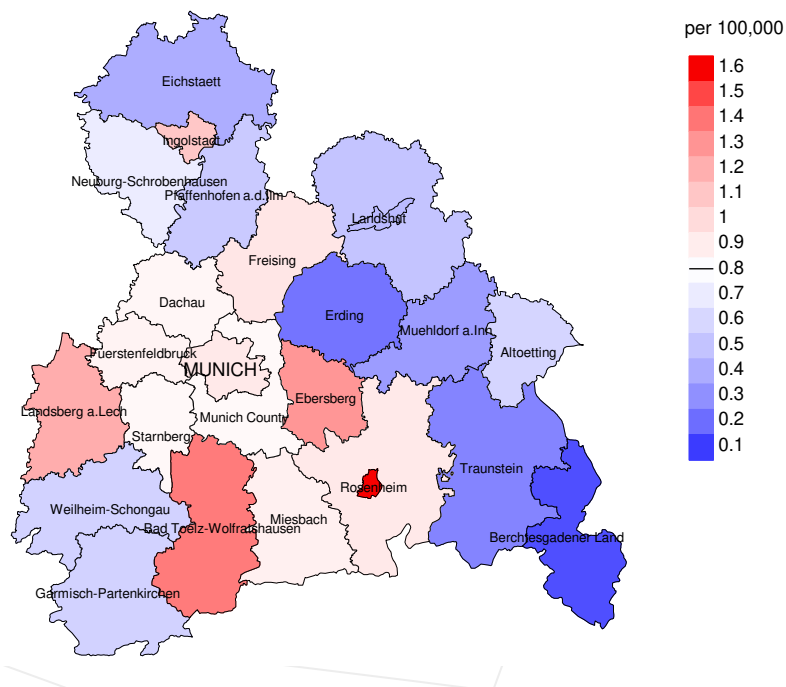 per 100,000
1.6
1.5
1.4
1.3
1.2
1.1
1
0.9
0.8
0.7
0.6
0.5
0.4
0.3
0.2
0.1
Eichstaett
Ingolstadt
Neuburg-Schrobenhausen
Pfaffenhofen a.d.Ilm
Landshut
Freising
Dachau
Erding
Muehldorf a.Inn
Fuerstenfeldbruck
Altoetting
MUNICH
Ebersberg
Landsberg a.Lech
Munich County
Starnberg
Traunstein
Rosenheim
Weilheim-Schongau
Miesbach
Bad Toelz-Wolfratshausen
Berchtesgadener Land
Garmisch-Partenkirchen